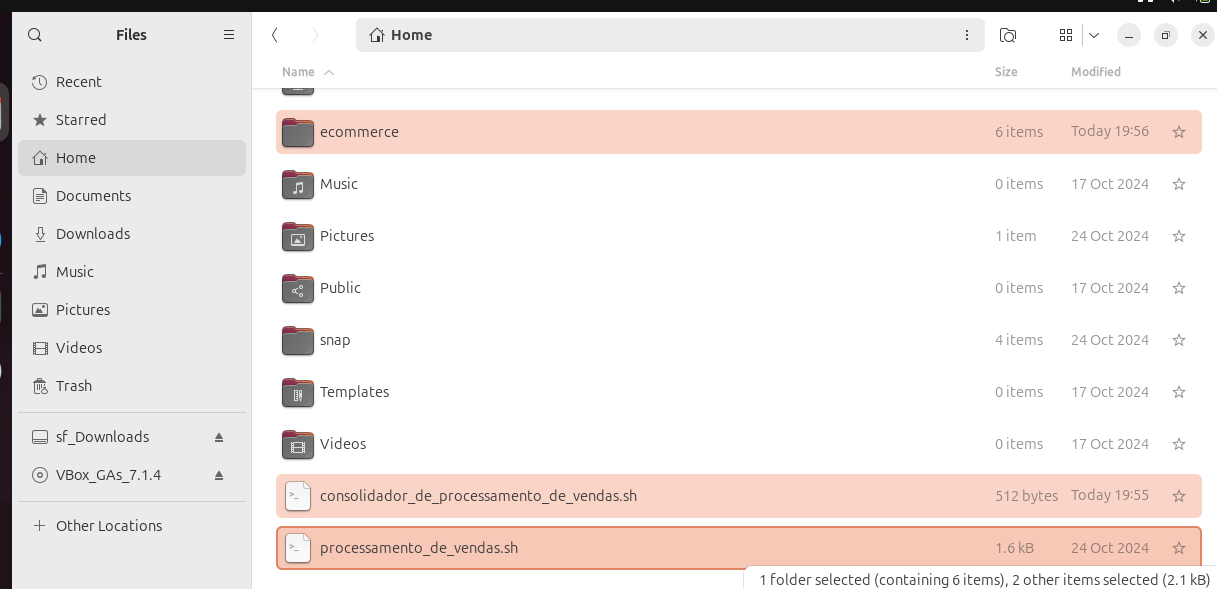 Files
Home
Name
Size
Modified
Recent
Starred
Home
Documents
Downloads
Music
Pictures
Videos
Trash
sf_Downloads
VBox_GAs_7.1.4
Other Locations
ecommerce 6 items Today 19:56
Music 0 items 17 Oct 2024
Pictures 1 item 24 Oct 2024
Public 0 items 17 Oct 2024
snap 4 items 24 Oct 2024
Templates 0 items 17 Oct 2024
Videos 0 items 17 Oct 2024
consolidador_de_processamento_de_vendas.sh 512 bytes Today 19:55
processamento_de_vendas.sh 1.6 kB 24 Oct 2024
1 folder selected (containing 6 items), 2 other items selected (2.1 kB)